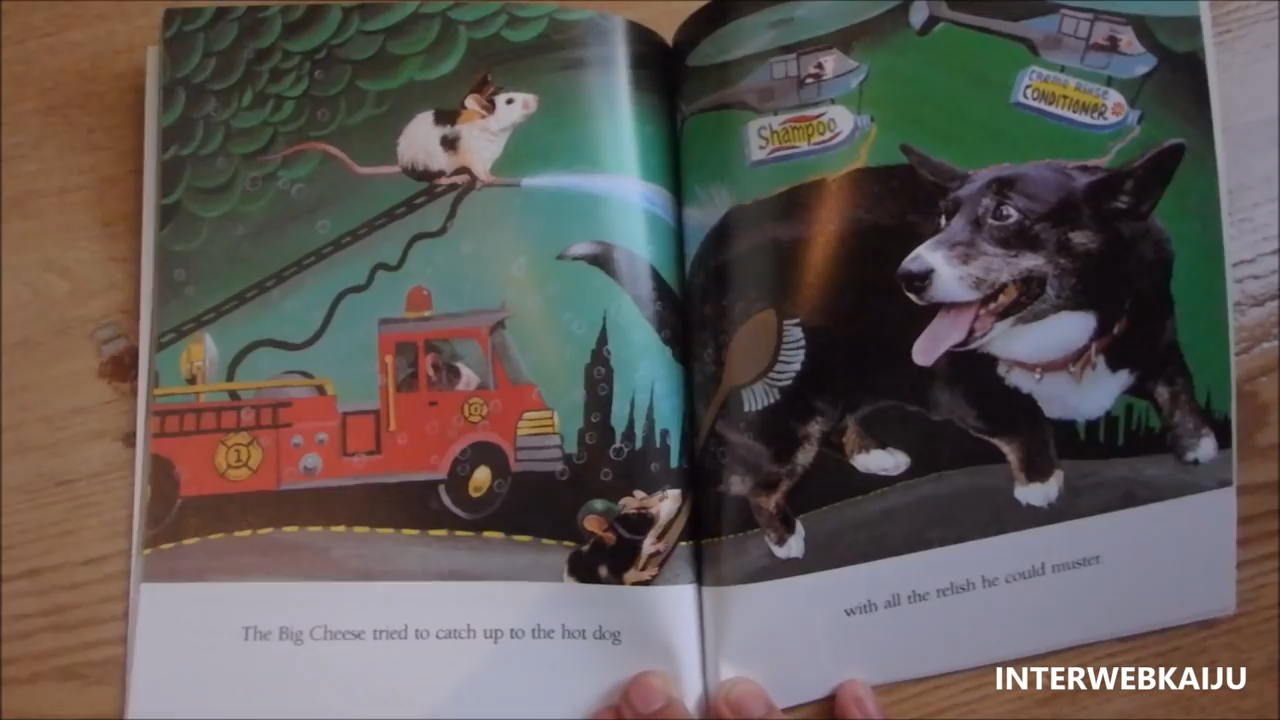 Shampoo
CREME RINSE
CONDITIONER
1
The Big Cheese tried to catch up to the hot dog
with all the relish he could muster.
INTERWEBKAIJU